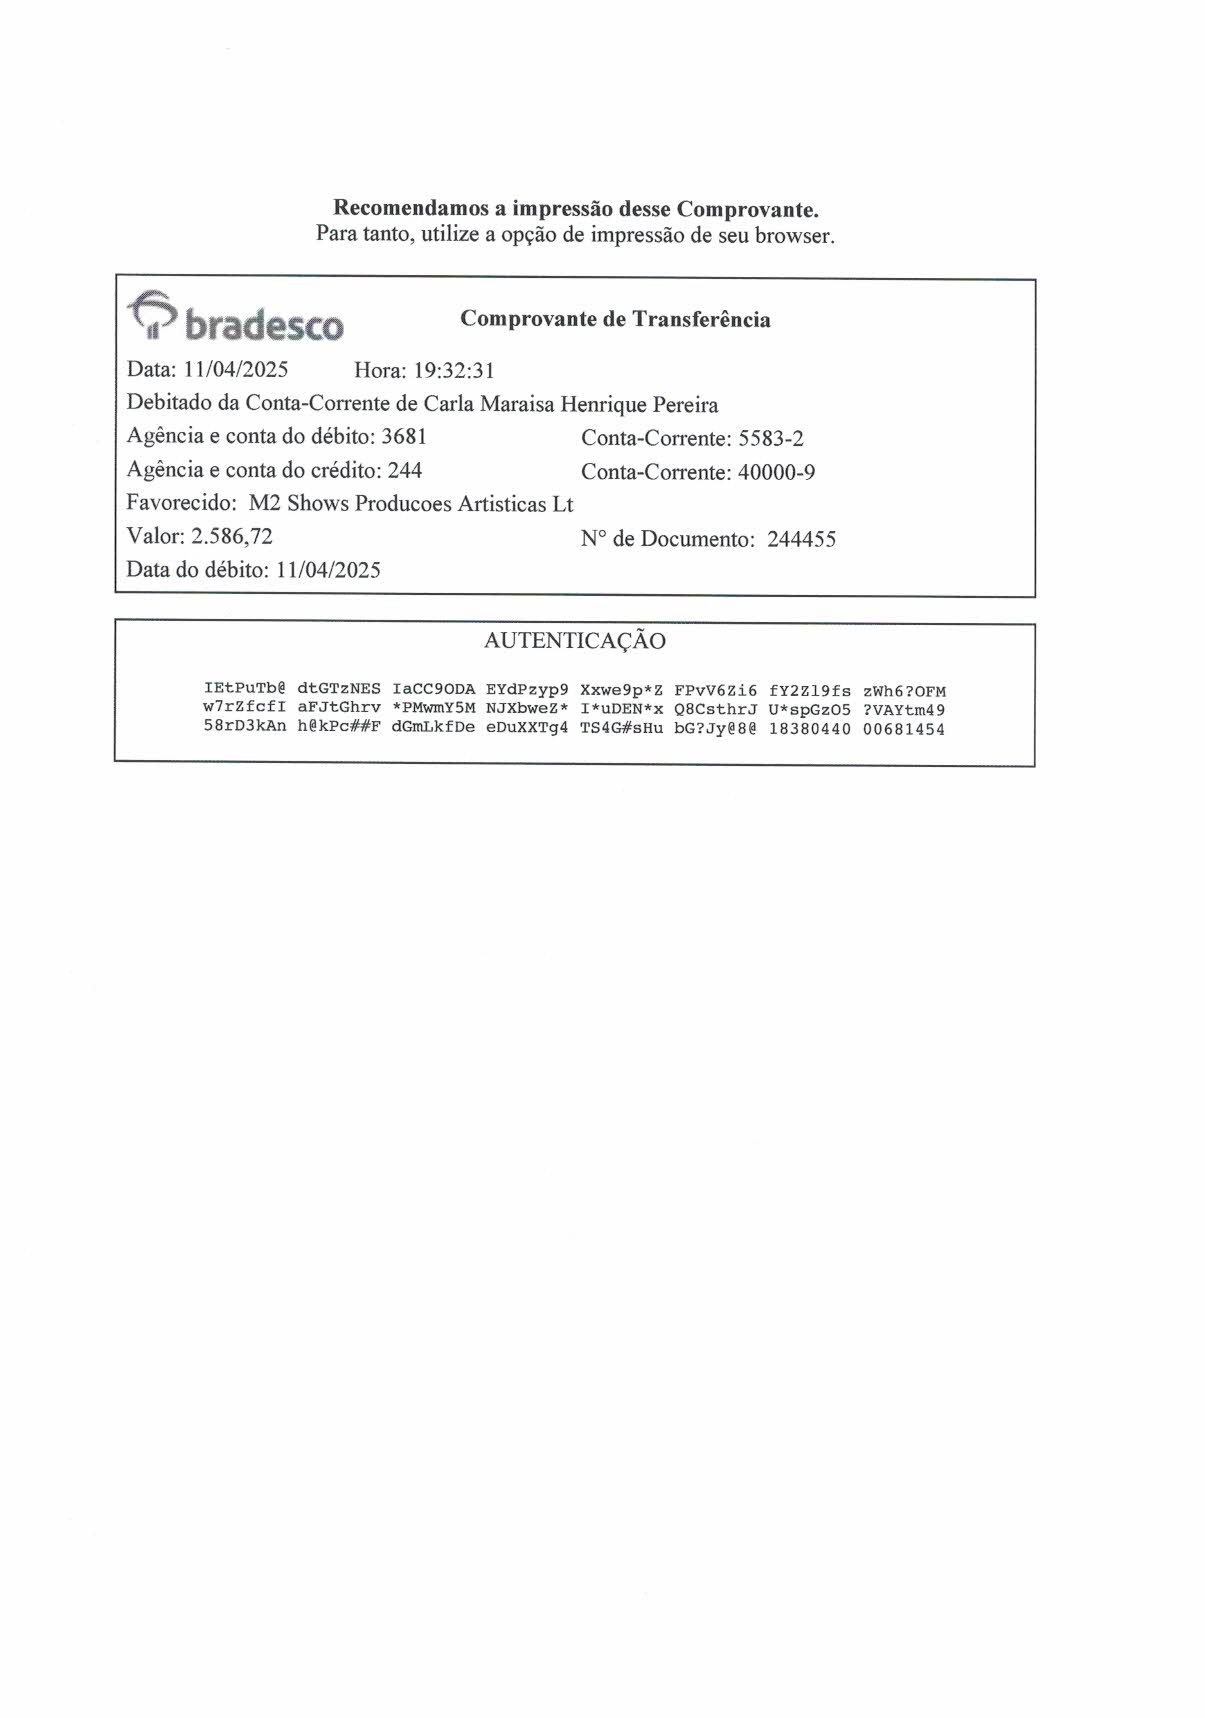 Recomendamos a impressão desse Comprovante.
Para tanto, utilize a opção de impressão de seu browser.
bradesco
Comprovante de Transferência
Data: 11/04/2025 Hora: 19:32:31
Debitado da Conta-Corrente de Carla Maraisa Henrique Pereira
Agência e conta do débito: 3681 Conta-Corrente: 5583-2
Agência e conta do crédito: 244 Conta-Corrente: 40000-9
Favorecido: M2 Shows Producoes Artisticas Lt
Valor: 2.586,72 N° de Documento: 244455
Data do débito: 11/04/2025
AUTENTICAÇÃO
IEtPuTb@ dtGTzNES IaCC9ODA EYdPzyp9 Xxwe9p*Z FPvV6Zi6 fY2Zl9fs zWh6?OFM
w7rZfcfI aFJtGhrv *PMwmY5M NJXbweZ* I*uDEN*x Q8CsthrJ U*spGzO5 ?VAYtm49
58rD3kAn h@kPc##F dGmLkfDe eDuXXTg4 TS4G#sHu bG?Jy@8@ 18380440 00681454